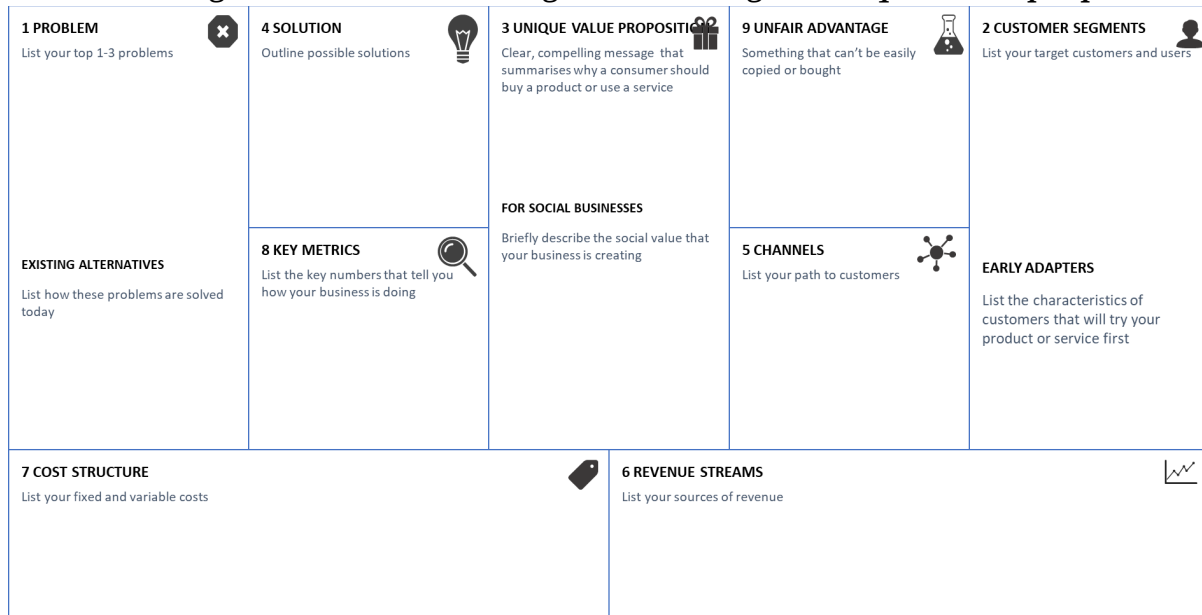 1 PROBLEM
List your top 1-3 problems
EXISTING ALTERNATIVES
List how these problems are solved
today
4 SOLUTION
Outline possible solutions
8 KEY METRICS
List the key numbers that tell you
how your business is doing
3 UNIQUE VALUE PROPOSITION
Clear, compelling message that
summarises why a consumer should
buy a product or use a service
FOR SOCIAL BUSINESSES
Briefly describe the social value that
your business is creating
9 UNFAIR ADVANTAGE
Something that can't be easily
copied or bought
5 CHANNELS
List your path to customers
2 CUSTOMER SEGMENTS
List your target customers and users
EARLY ADAPTERS
List the characteristics of
customers that will try your
product or service first
7 COST STRUCTURE
List your fixed and variable costs
6 REVENUE STREAMS
List your sources of revenue